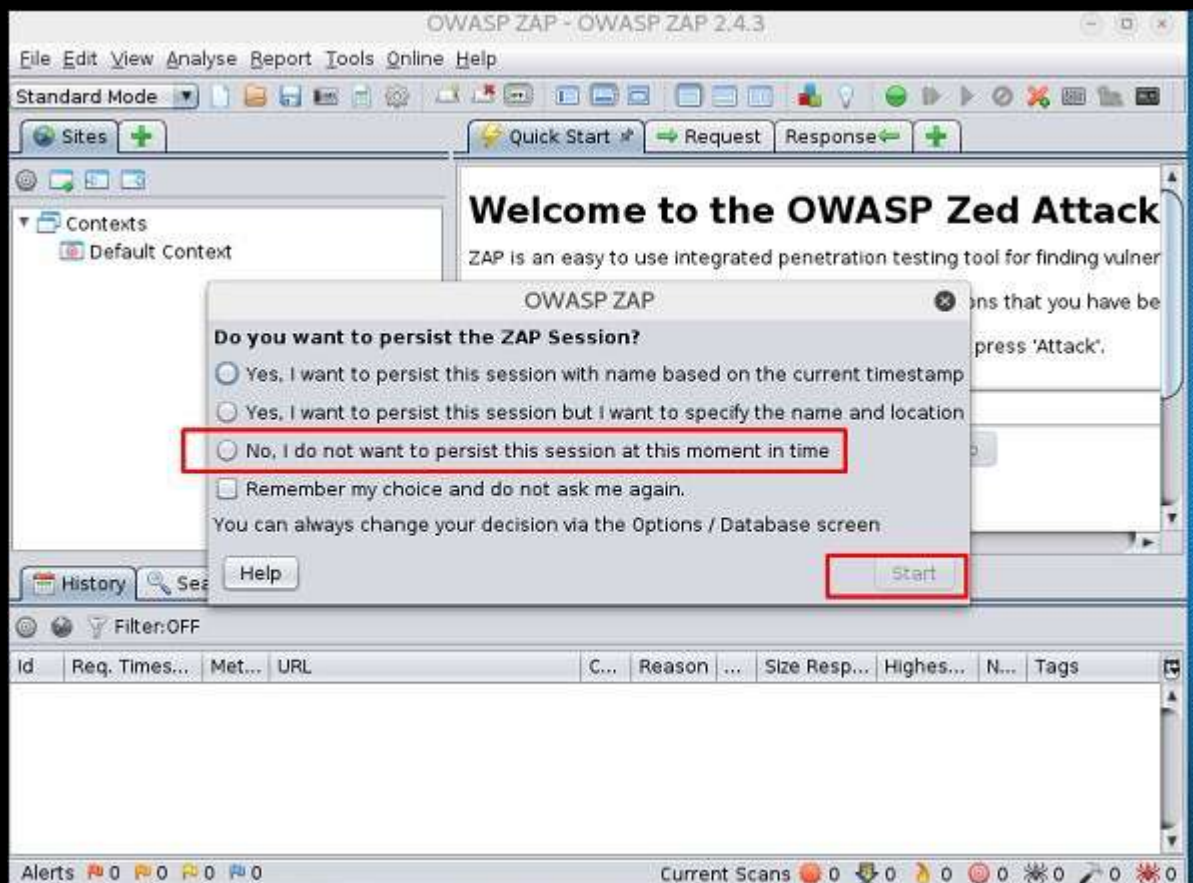 OWASP ZAP - OWASP ZAP 2.4.3
File Edit View Analyse Report Tools Online Help
Standard Mode
Sites
Quick Start
Request
Response
Contexts
Default Context
Welcome to the OWASP Zed Attack
ZAP is an easy to use integrated penetration testing tool for finding vulner
ons that you have be
press 'Attack'.
OWASP ZAP
Do you want to persist the ZAP Session?
Yes, I want to persist this session with name based on the current timestamp
Yes, I want to persist this session but I want to specify the name and location
No, I do not want to persist this session at this moment in time
Remember my choice and do not ask me again.
You can always change your decision via the Options / Database screen
Help
Start
History
Sea
Filter:OFF
Id Req. Times... Met... URL C... Reason ... Size Resp... Highes... N... Tags
Alerts 0 0 0 0
Current Scans 0 0 0 0 0 0 0